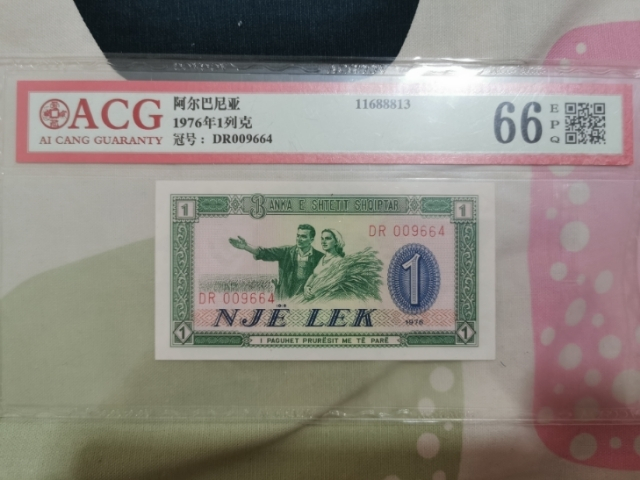 ACG
AI CANG GUARANTY
阿尔巴尼亚
1976年1列克
冠号: DR009664
11688813
66
EPQ
1
BANKA E SHTETIT SHQIPTAR
1
DR 009664
1
DR 009664
NJË LEK
1976
1
I PAGUHET PRURËSIT ME TË PARË
1